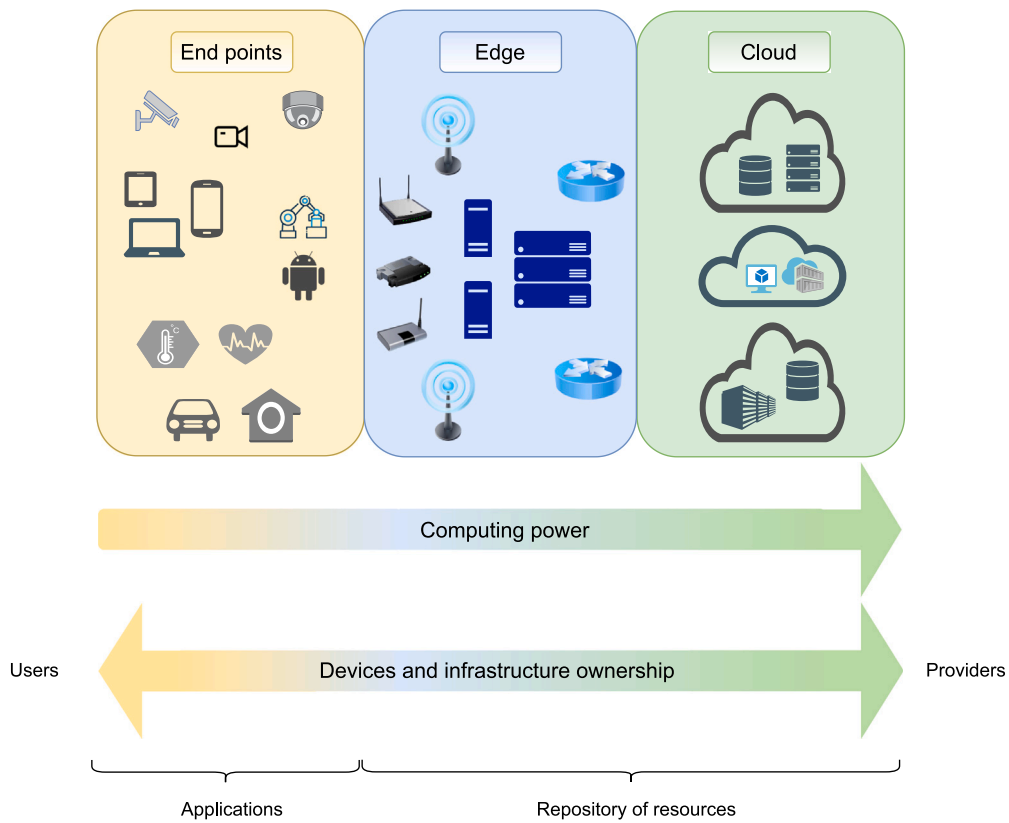 End points
Edge
Cloud
°C
Computing power
Users
Devices and infrastructure ownership
Providers
Applications
Repository of resources